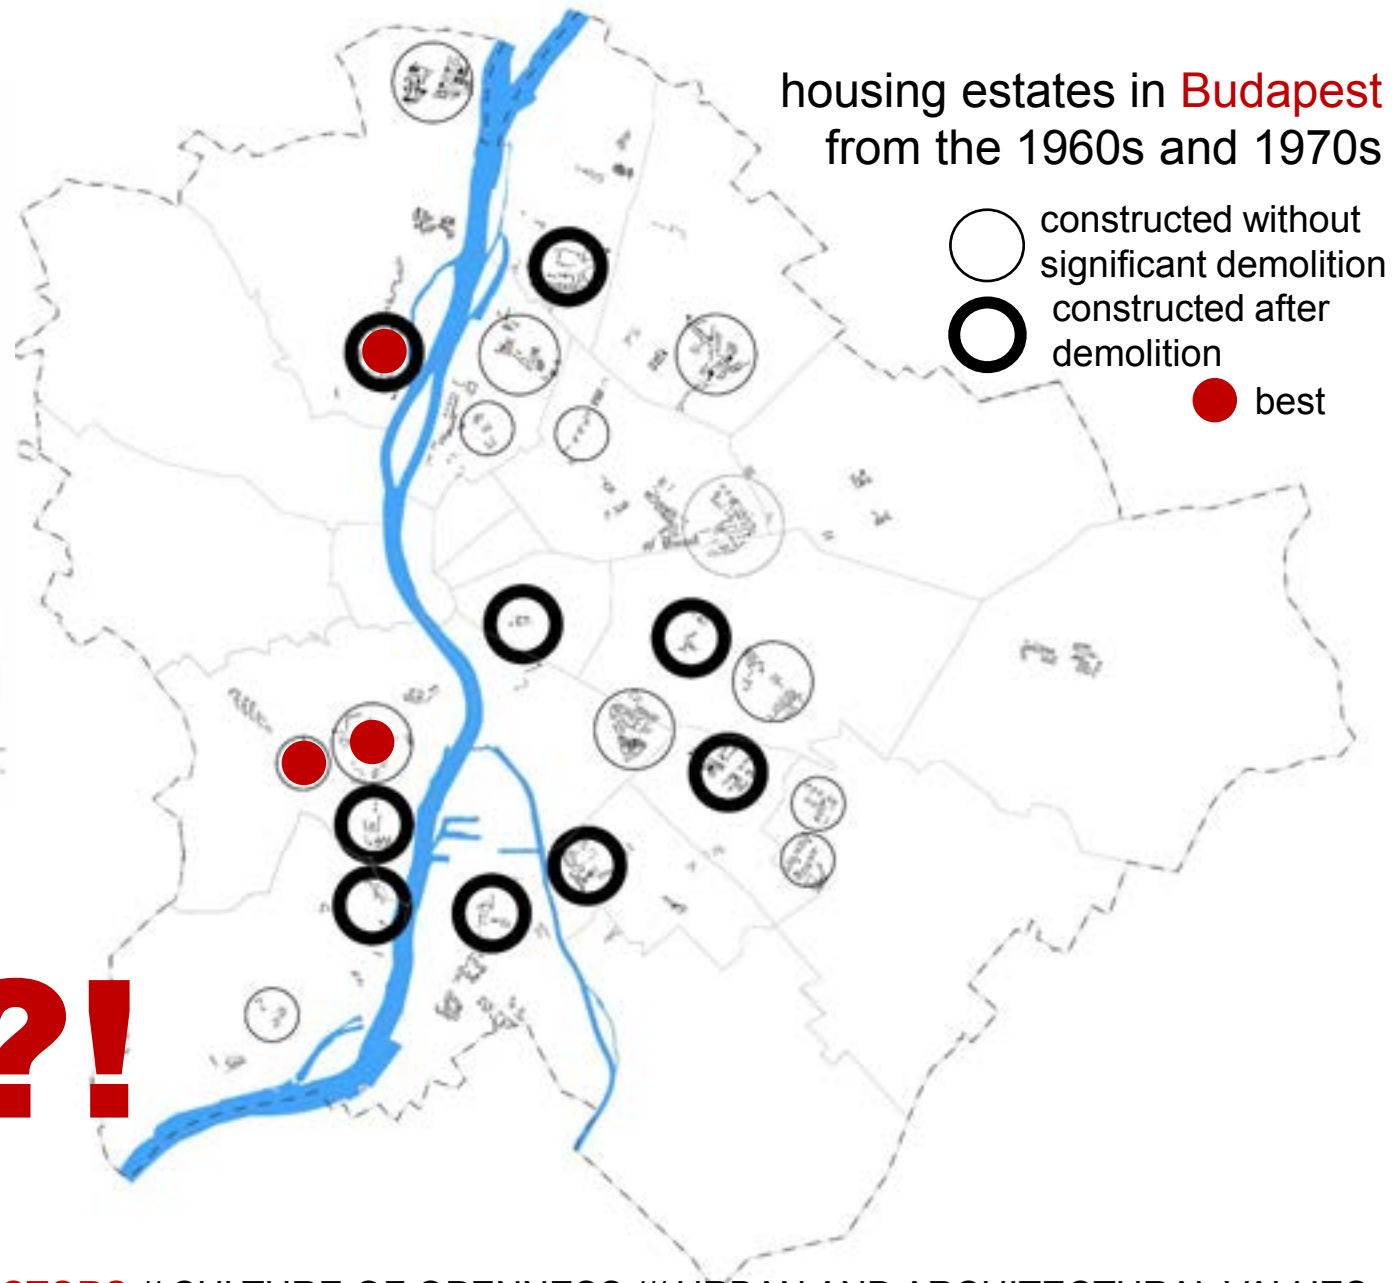 housing estates in Budapest
from the 1960s and 1970s
constructed without
significant demolition
constructed after
demolition
best
?!